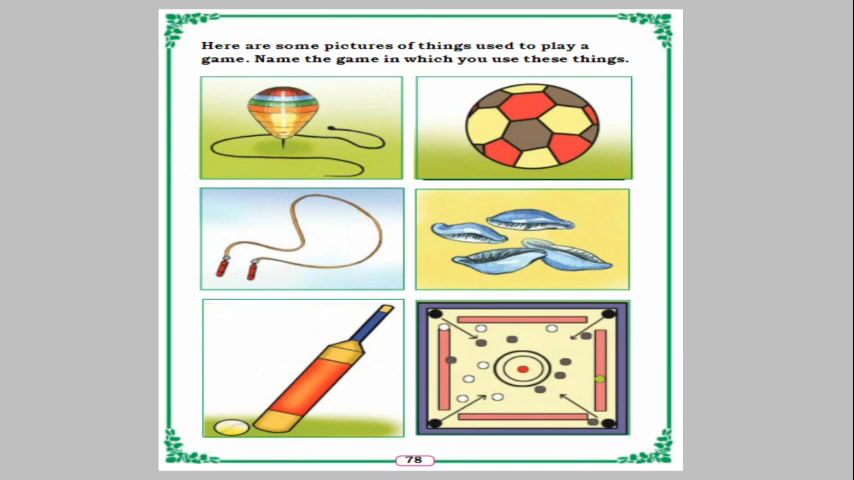 Here are some pictures of things used to play a
game. Name the game in which you use these things.
78